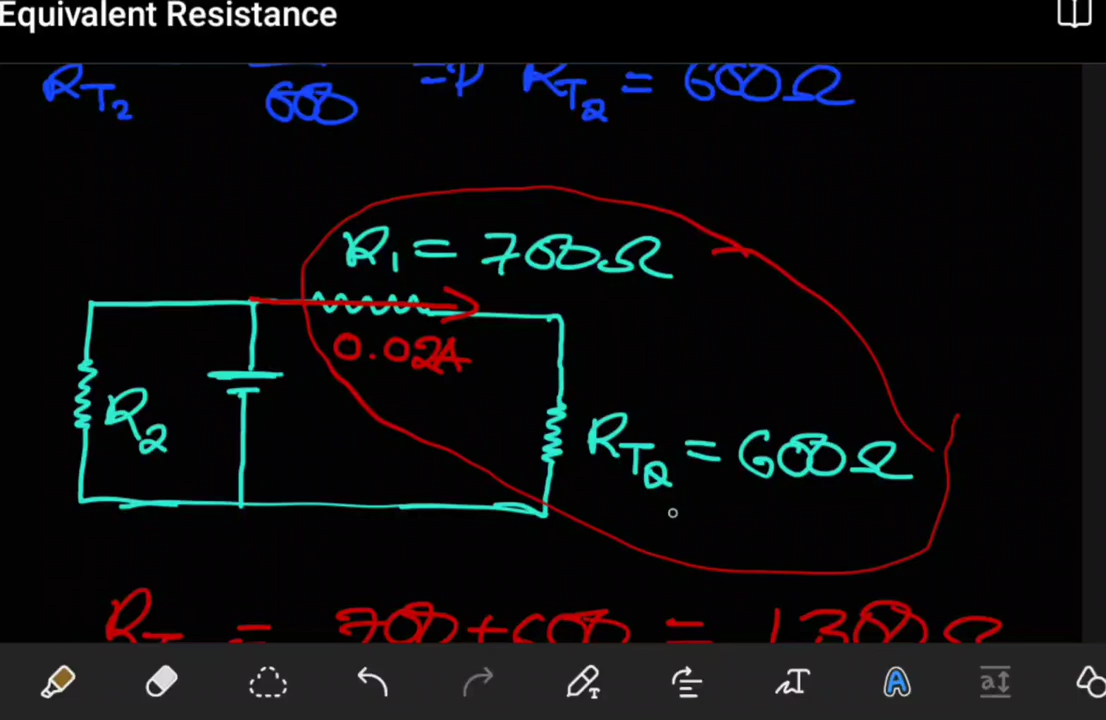 Equivalent Resistance
RT2 600 => RT2 = 600Ω
R1 = 700Ω
0.02A
R2
RT2 = 600Ω
RT = 700+600 = 1300Ω
T
T
A
a